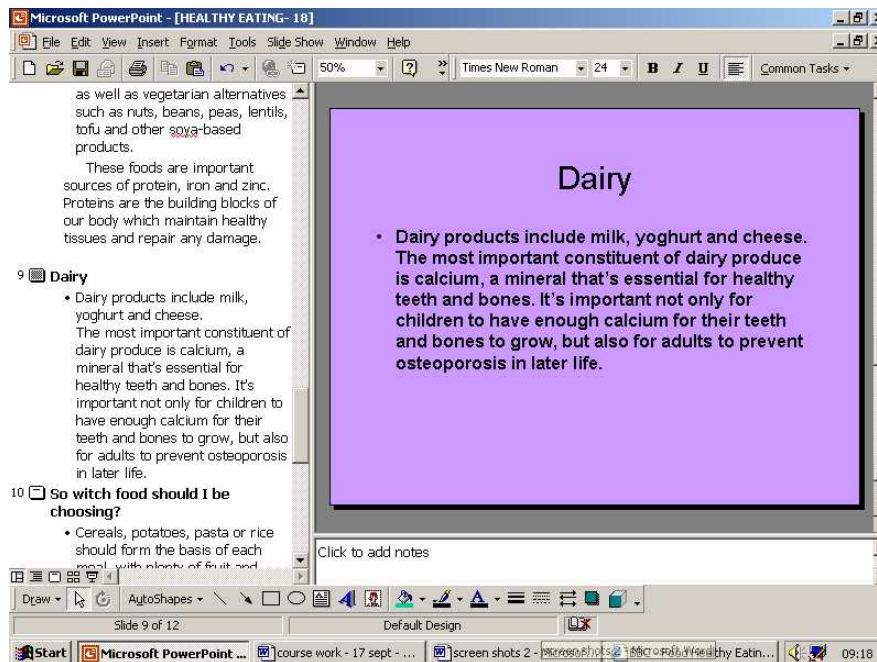 Microsoft PowerPoint - [HEALTHY EATING- 18]
File Edit View Insert Format Tools Slide Show Window Help
50% Times New Roman 24 B I U Common Tasks
as well as vegetarian alternatives
such as nuts, beans, peas, lentils,
tofu and other soya-based
products.
These foods are important
sources of protein, iron and zinc.
Proteins are the building blocks of
our body which maintain healthy
tissues and repair any damage.
9 Dairy
• Dairy products include milk,
yoghurt and cheese.
The most important constituent of
dairy produce is calcium, a
mineral that's essential for
healthy teeth and bones. It's
important not only for children to
have enough calcium for their
teeth and bones to grow, but also
for adults to prevent osteoporosis
in later life.
10 So witch food should I be
choosing?
• Cereals, potatoes, pasta or rice
should form the basis of each
meal, with plenty of fruit and
Dairy
• Dairy products include milk, yoghurt and cheese.
The most important constituent of dairy produce
is calcium, a mineral that's essential for healthy
teeth and bones. It's important not only for
children to have enough calcium for their teeth
and bones to grow, but also for adults to prevent
osteoporosis in later life.
Click to add notes
Draw AutoShapes
Slide 9 of 12 Default Design
Start Microsoft PowerPoint ... course work - 17 sept - ... screen shots 2 - Healthy Eatin... 09:18